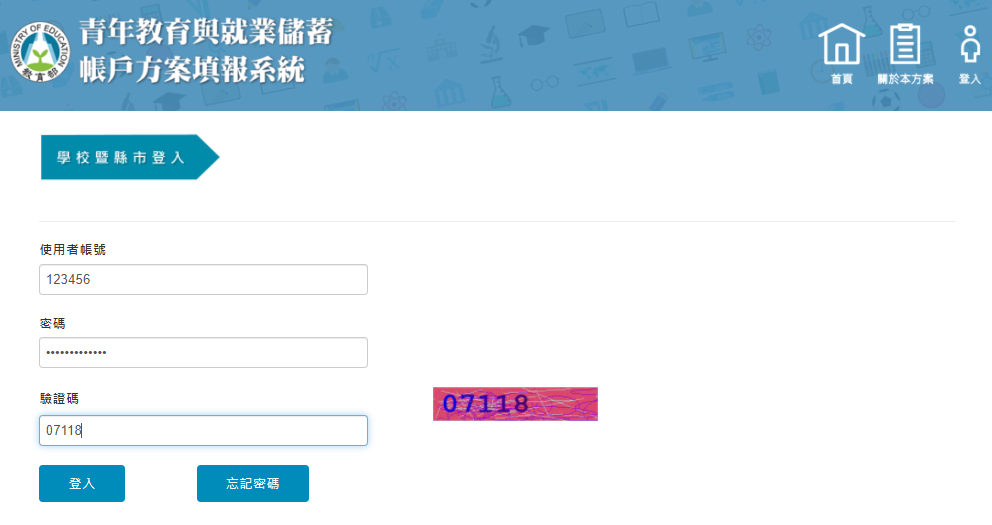 MINISTRY OF EDUCATION
教育部
青年教育與就業儲蓄
帳戶方案填報系統
首頁
關於本方案
登入
學校暨縣市登入
使用者帳號
123456
密碼
•••••••••••••
驗證碼
07118
07118
登入
忘記密碼